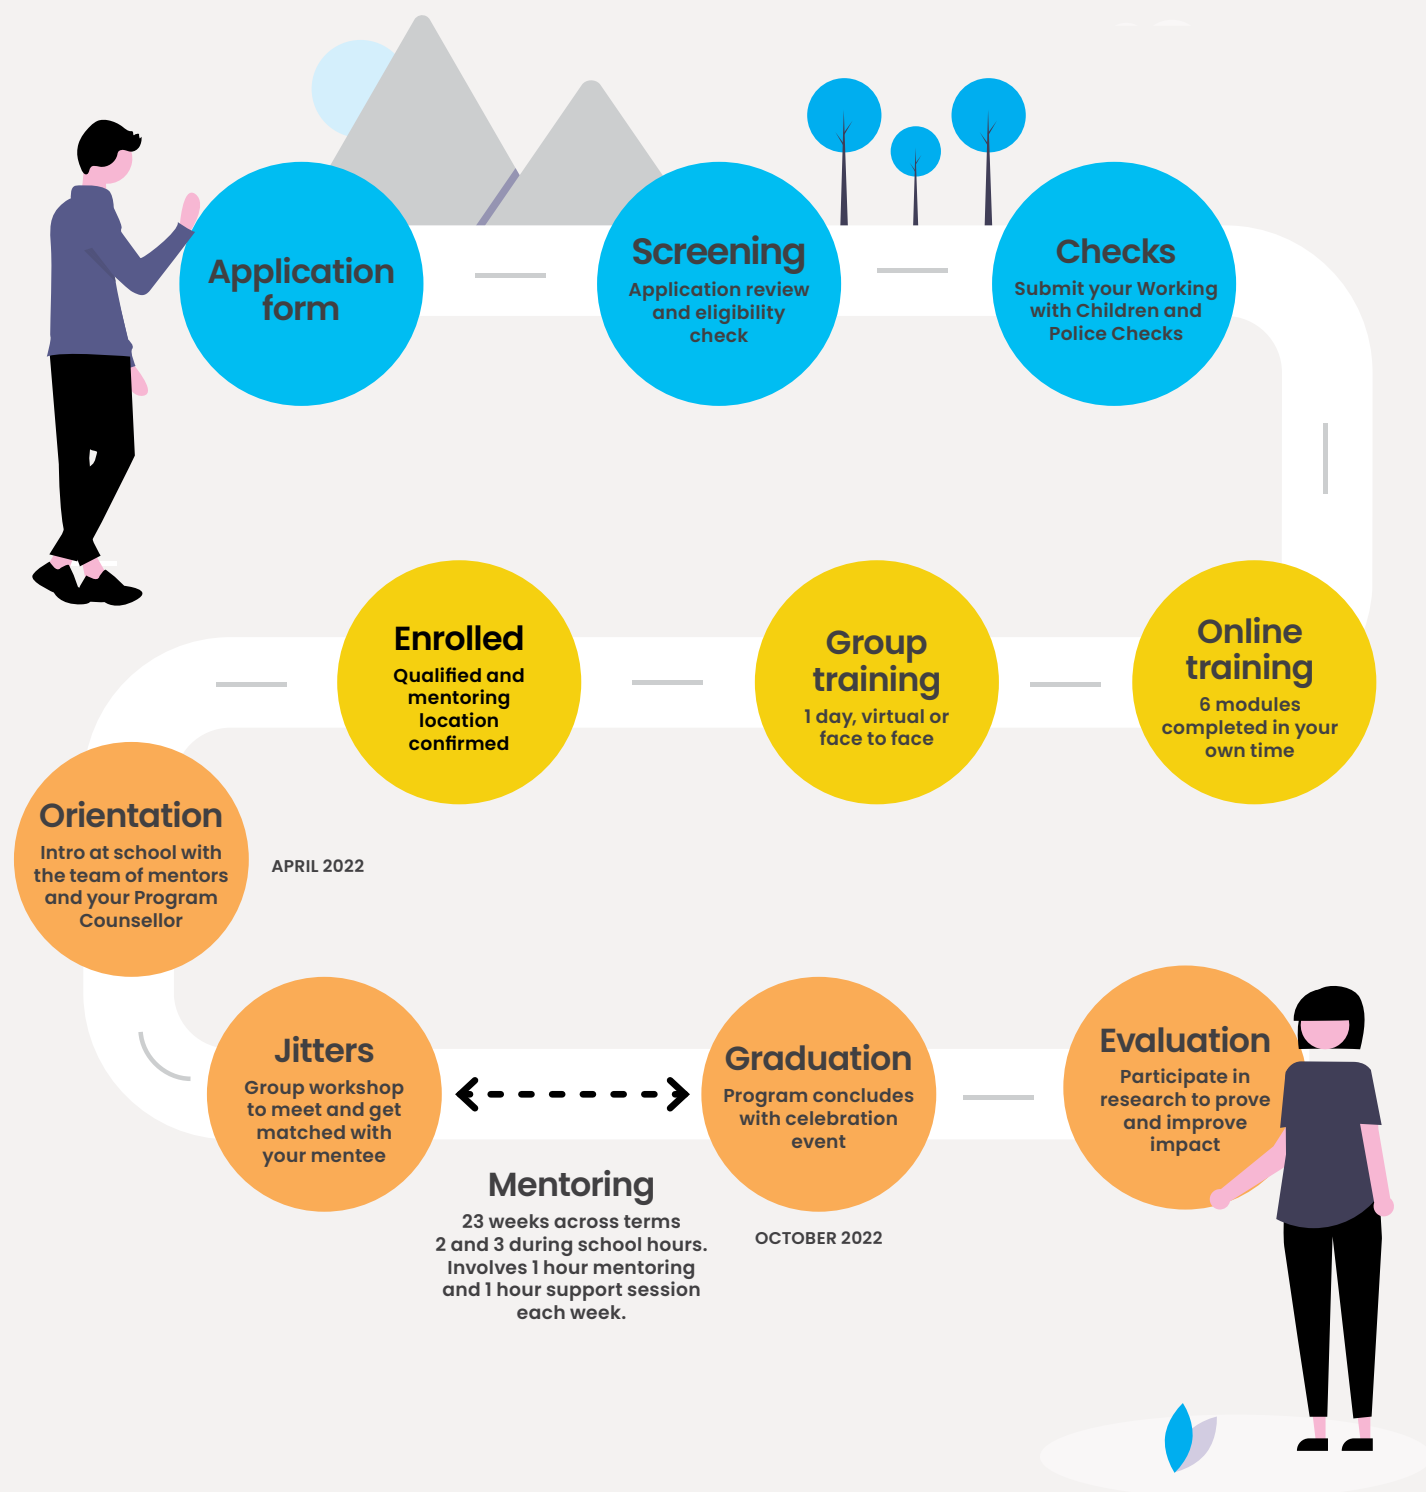 Application
form
Screening
Application review
and eligibility
check
Checks
Submit your Working
with Children and
Police Checks
Online
training
6 modules
completed in your
own time
Group
training
1 day, virtual or
face to face
Enrolled
Qualified and
mentoring
location
confirmed
Orientation
Intro at school with
the team of mentors
and your Program
Counsellor
APRIL 2022
Jitters
Group workshop
to meet and get
matched with
your mentee
Mentoring
23 weeks across terms
2 and 3 during school hours.
Involves 1 hour mentoring
and 1 hour support session
each week.
Graduation
Program concludes
with celebration
event
OCTOBER 2022
Evaluation
Participate in
research to prove
and improve
impact